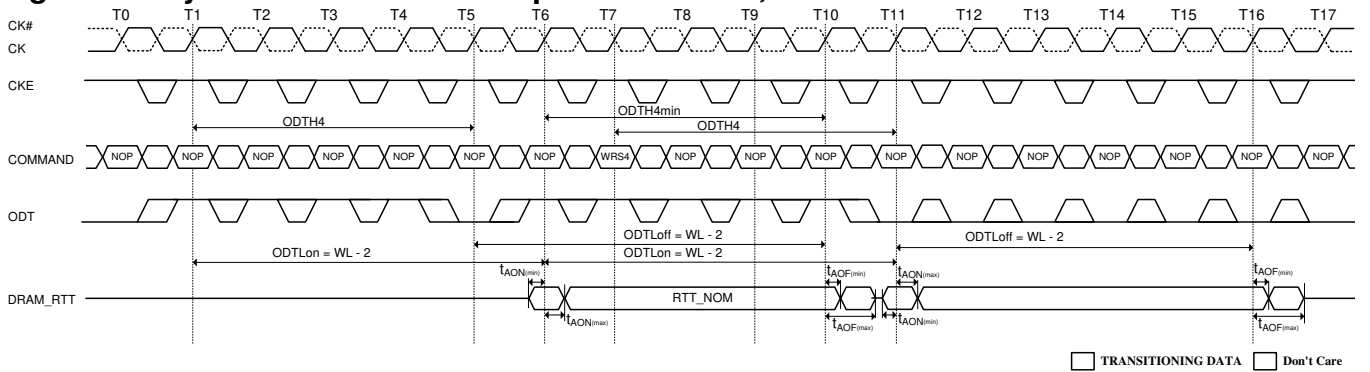 T0 T1 T2 T3 T4 T5 T6 T7 T8 T9 T10 T11 T12 T13 T14 T15 T16 T17
CK#
CK
CKE
ODTH4min
ODTH4 ODTH4
COMMAND NOP NOP NOP NOP NOP NOP NOP WRS4 NOP NOP NOP NOP NOP NOP NOP NOP NOP NOP
ODT
ODTLoff = WL - 2 ODTLoff = WL - 2
ODTLon = WL - 2 ODTLon = WL - 2
tAON(min) tAOF(min) tAON(max) tAOF(min)
DRAM_RTT RTT_NOM
tAON(max) tAOF(max) tAON(min) tAOF(max)
TRANSITIONING DATA Don't Care